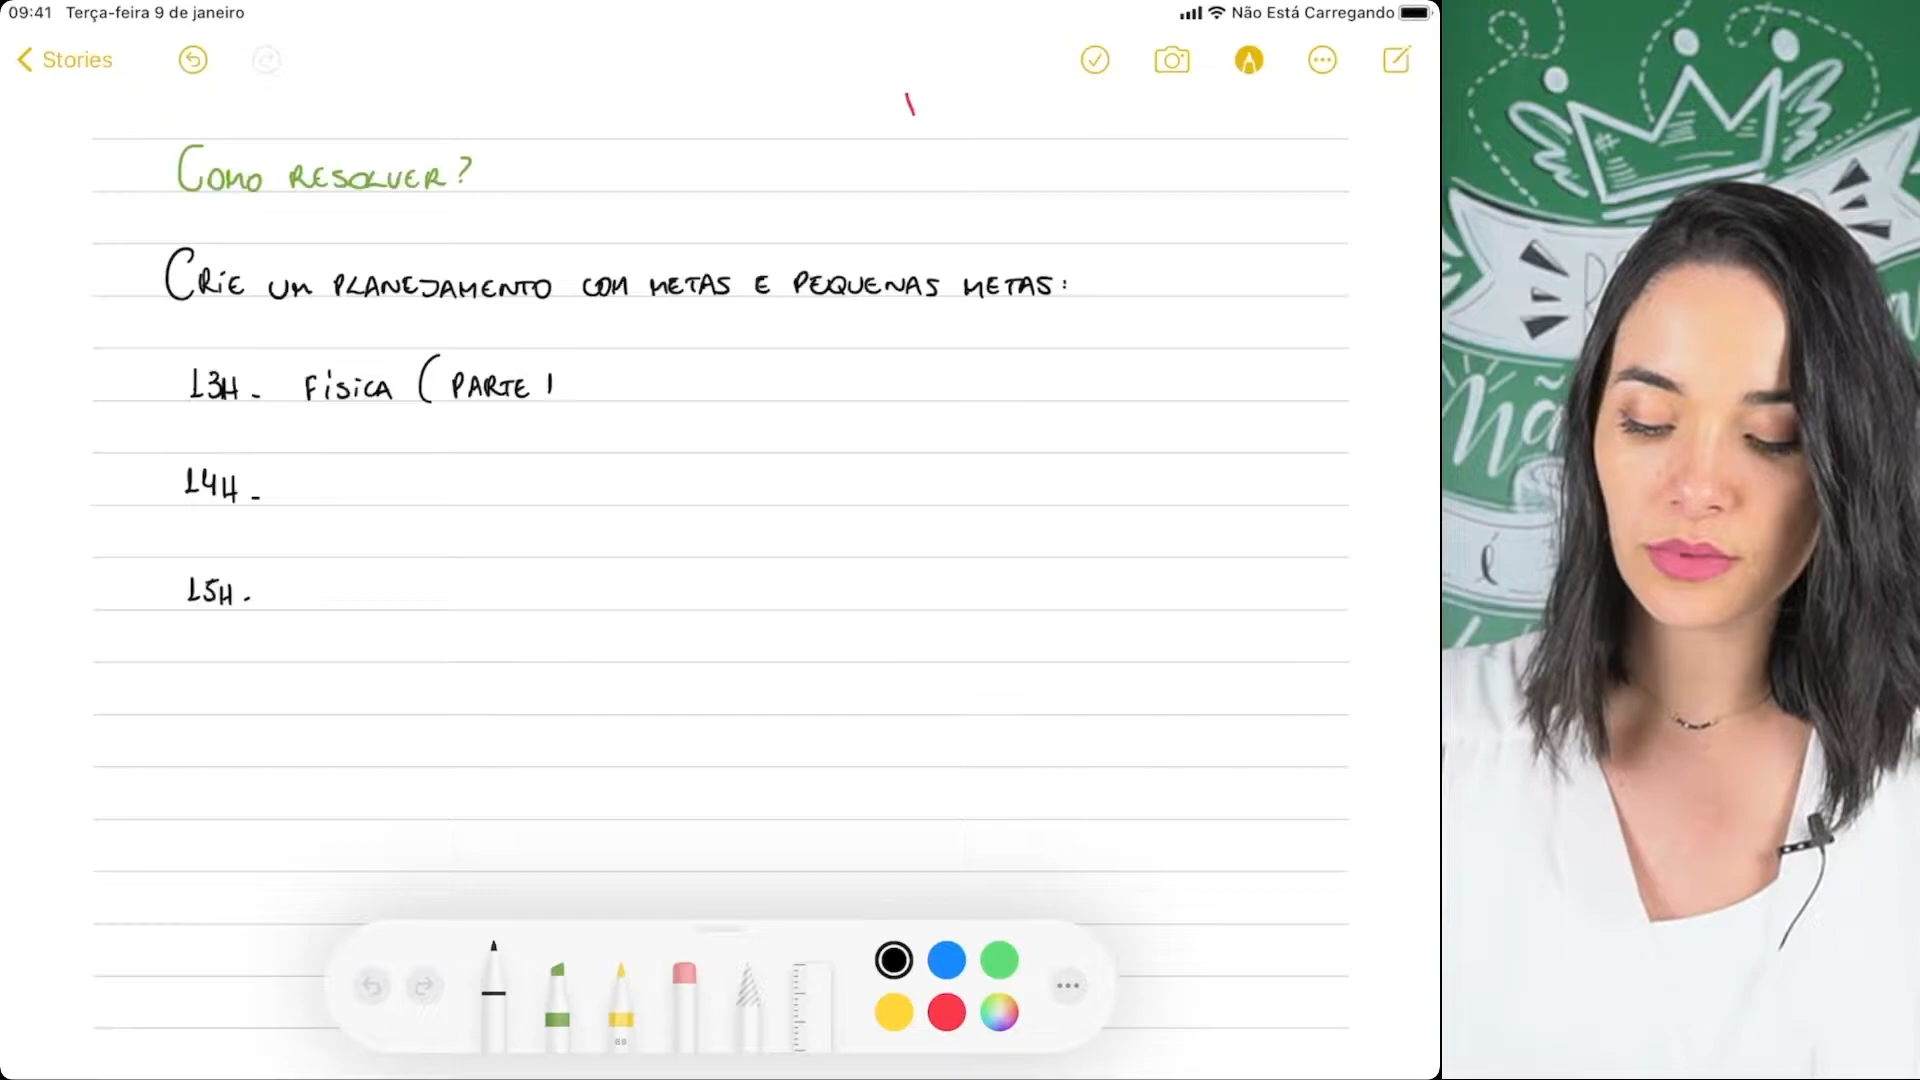 09:41 Terça-feira 9 de janeiro Não Está Carregando
Stories
Como RESOLVER?
CRiE UM PLANEJAMENTO COM METAS E PEQUENAS METAS:
13H. FísicA (PARTE 1
14H.
15H.
é